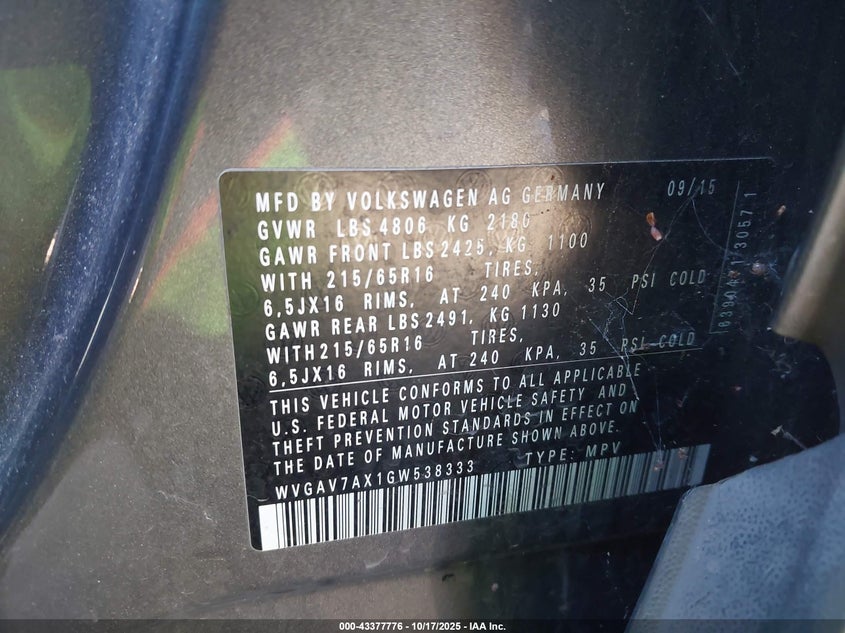 MFD BY VOLKSWAGEN AG GERMANY 09/15
GVWR LBS.4806 KG 2180
GAWR FRONT LBS2425, KG 1100
WITH 215/65R16 TIRES,
6,5JX16 RIMS, AT 240 KPA, 35 PSI COLD
GAWR REAR LBS2491, KG 1130
WITH215/65R16 TIRES,
6,5JX16 RIMS, AT 240 KPA, 35 PSI COLD
THIS VEHICLE CONFORMS TO ALL APPLICABLE
U.S. FEDERAL MOTOR VEHICLE SAFETY AND
THEFT PREVENTION STANDARDS IN EFFECT ON
THE DATE OF MANUFACTURE SHOWN ABOVE.
WVGAV7AX1GW538333 TYPE: MPV
000-43377776 - 10/17/2025 - IAA Inc.